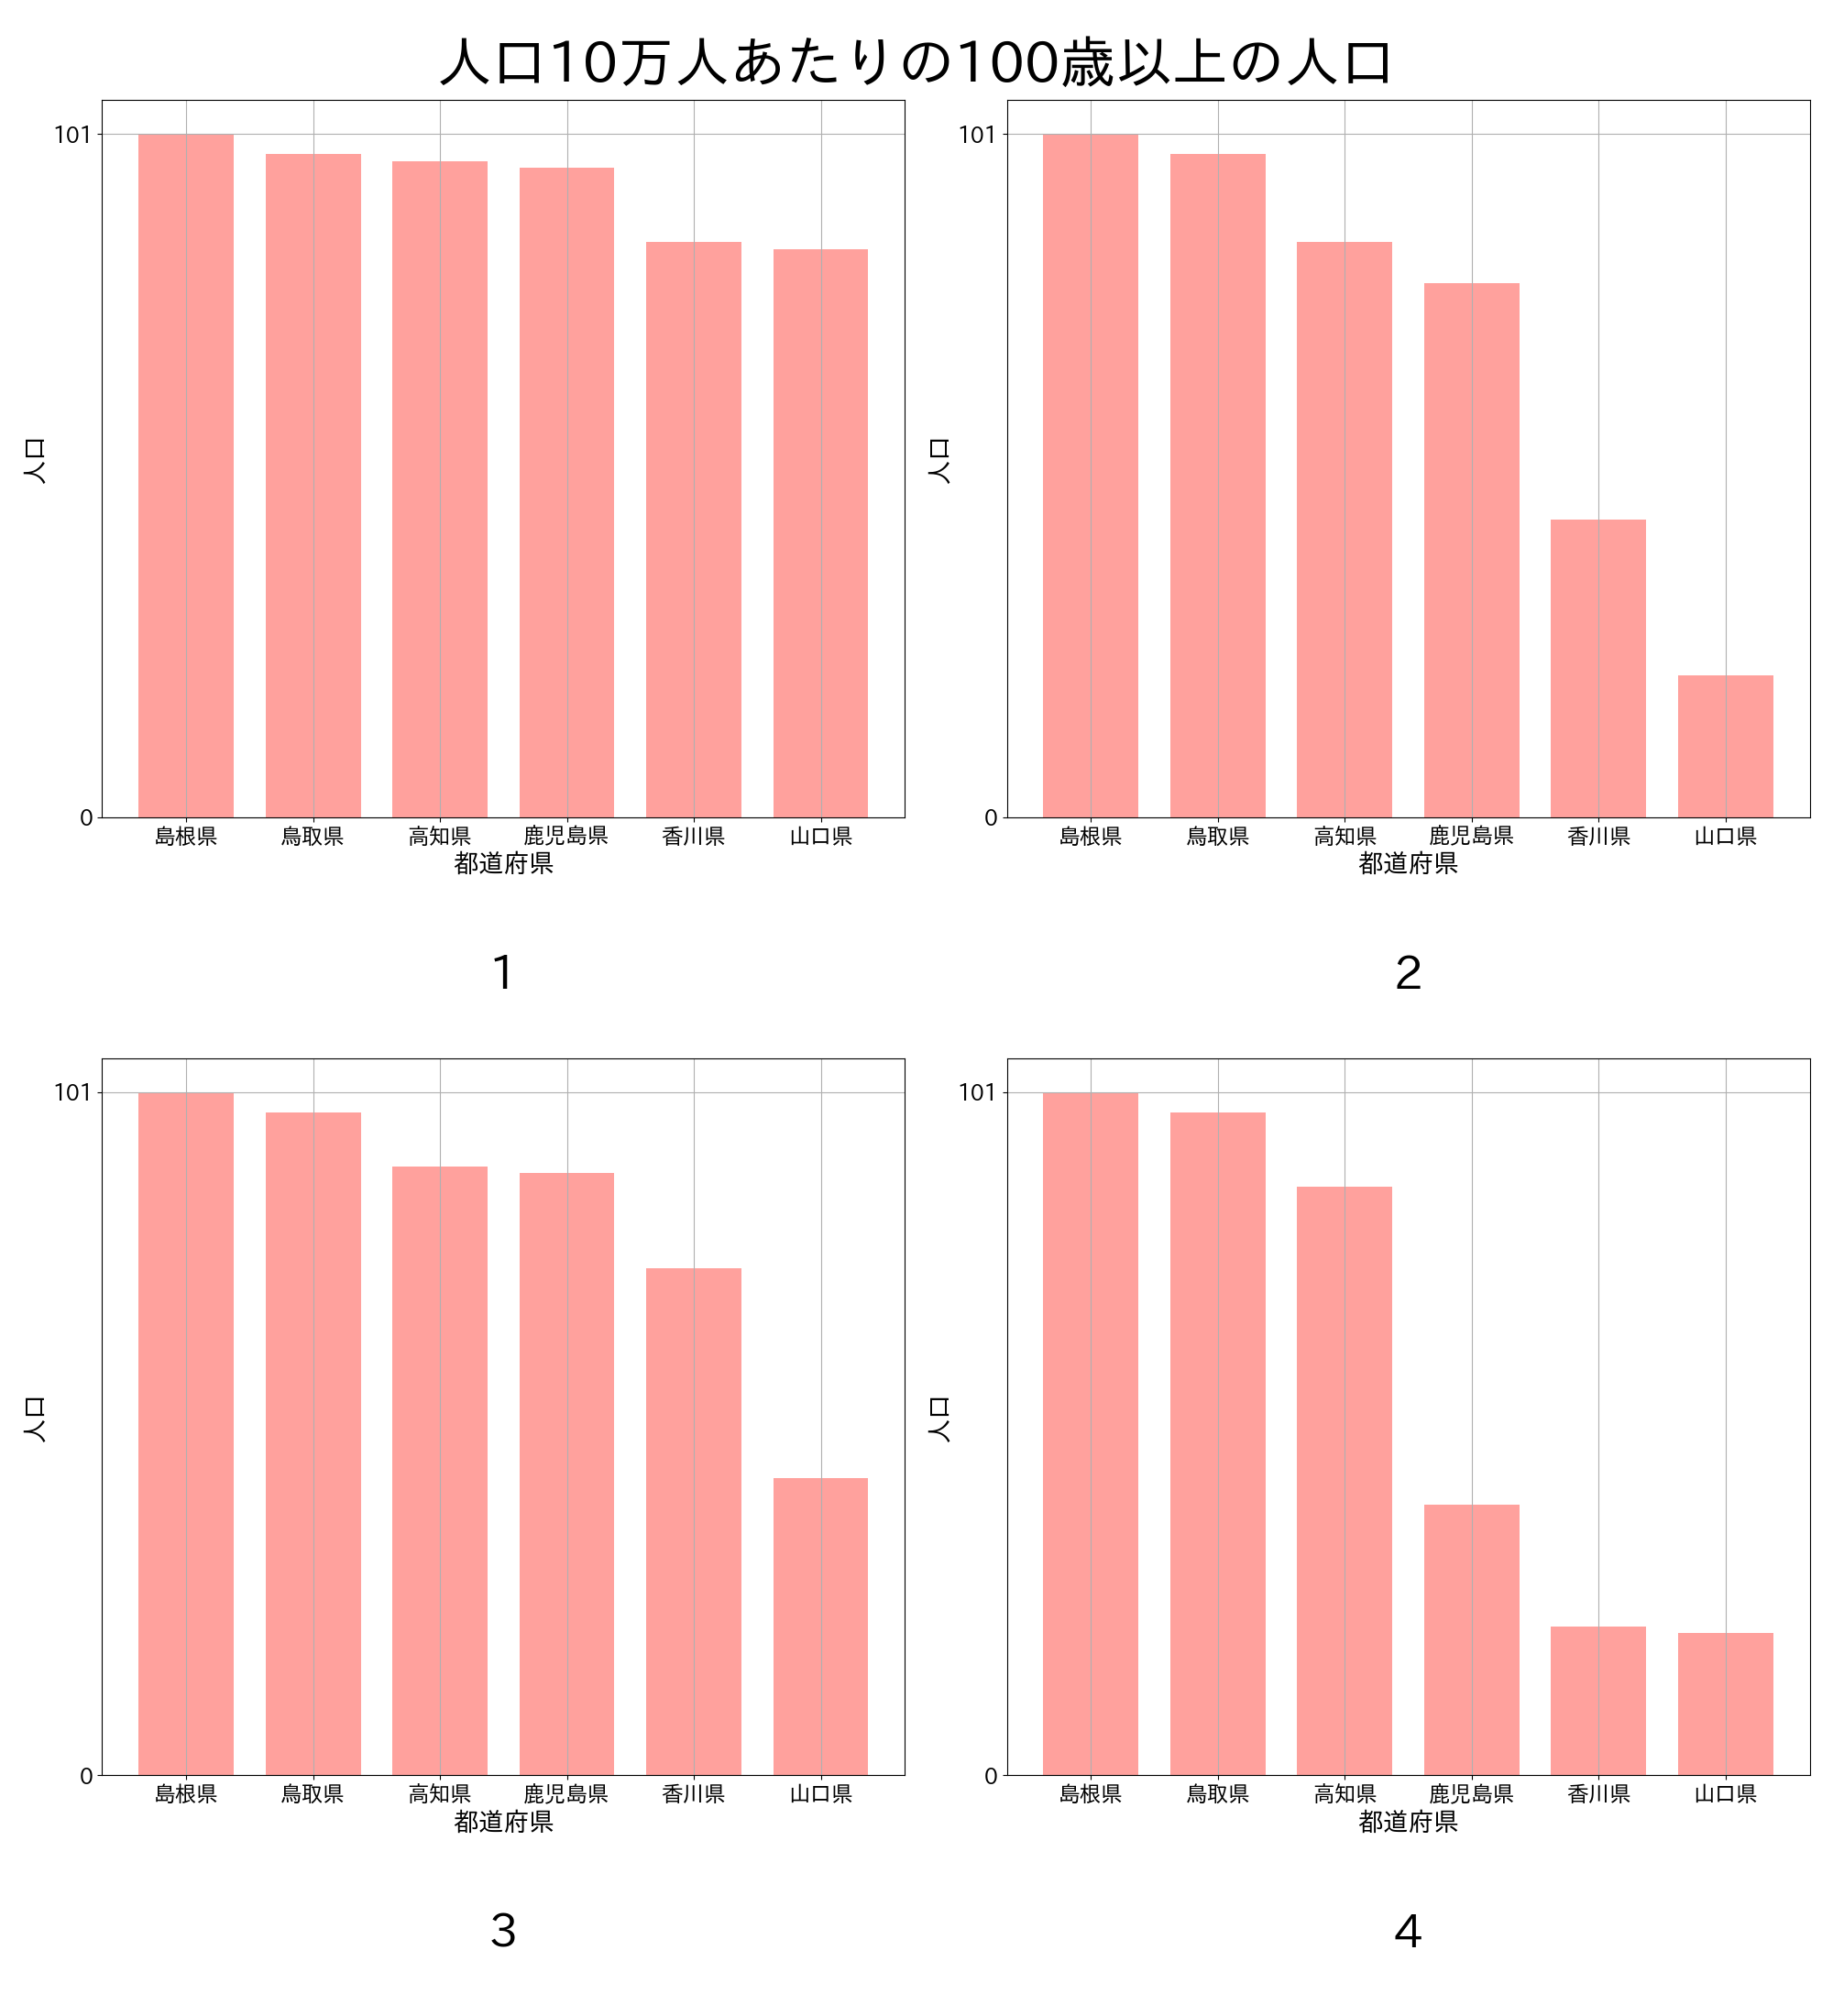 人口10万人あたりの100歳以上の人口
101
0
人口
島根県 鳥取県 高知県 鹿児島県 香川県 山口県
都道府県
1
101
0
人口
島根県 鳥取県 高知県 鹿児島県 香川県 山口県
都道府県
2
101
0
人口
島根県 鳥取県 高知県 鹿児島県 香川県 山口県
都道府県
3
101
0
人口
島根県 鳥取県 高知県 鹿児島県 香川県 山口県
都道府県
4